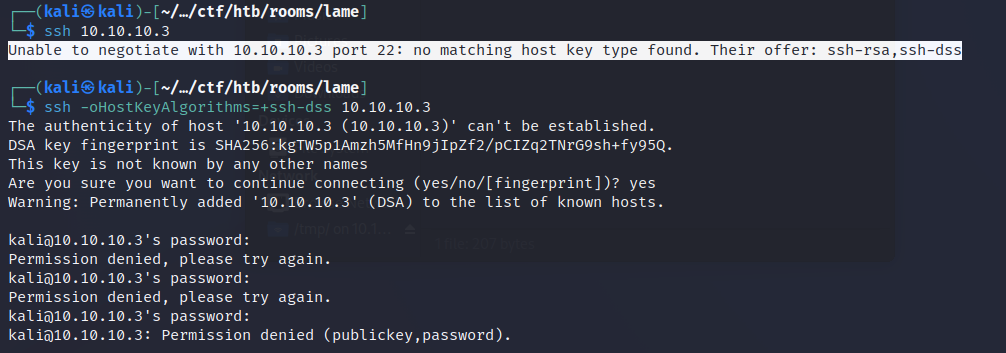 ┌──(kali㉿kali)-[~/…/ctf/htb/rooms/lame]
└─$ ssh 10.10.10.3
Unable to negotiate with 10.10.10.3 port 22: no matching host key type found. Their offer: ssh-rsa,ssh-dss
┌──(kali㉿kali)-[~/…/ctf/htb/rooms/lame]
└─$ ssh -oHostKeyAlgorithms=+ssh-dss 10.10.10.3
The authenticity of host '10.10.10.3 (10.10.10.3)' can't be established.
DSA key fingerprint is SHA256:kgTW5p1Amzh5MfHn9jIpZf2/pCIZq2TNrG9sh+fy95Q.
This key is not known by any other names
Are you sure you want to continue connecting (yes/no/[fingerprint])? yes
Warning: Permanently added '10.10.10.3' (DSA) to the list of known hosts.
kali@10.10.10.3's password:
Permission denied, please try again.
kali@10.10.10.3's password:
Permission denied, please try again.
kali@10.10.10.3's password:
kali@10.10.10.3: Permission denied (publickey,password).